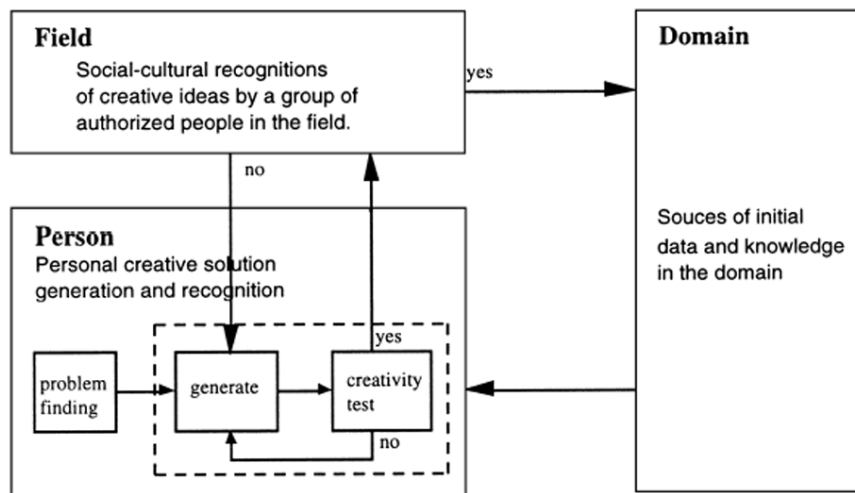 Field
Social-cultural recognitions
of creative ideas by a group of
authorized people in the field.
yes
Domain
no
Person
Personal creative solution
generation and recognition
Souces of initial
data and knowledge
in the domain
yes
problem
finding
generate
creativity
test
no